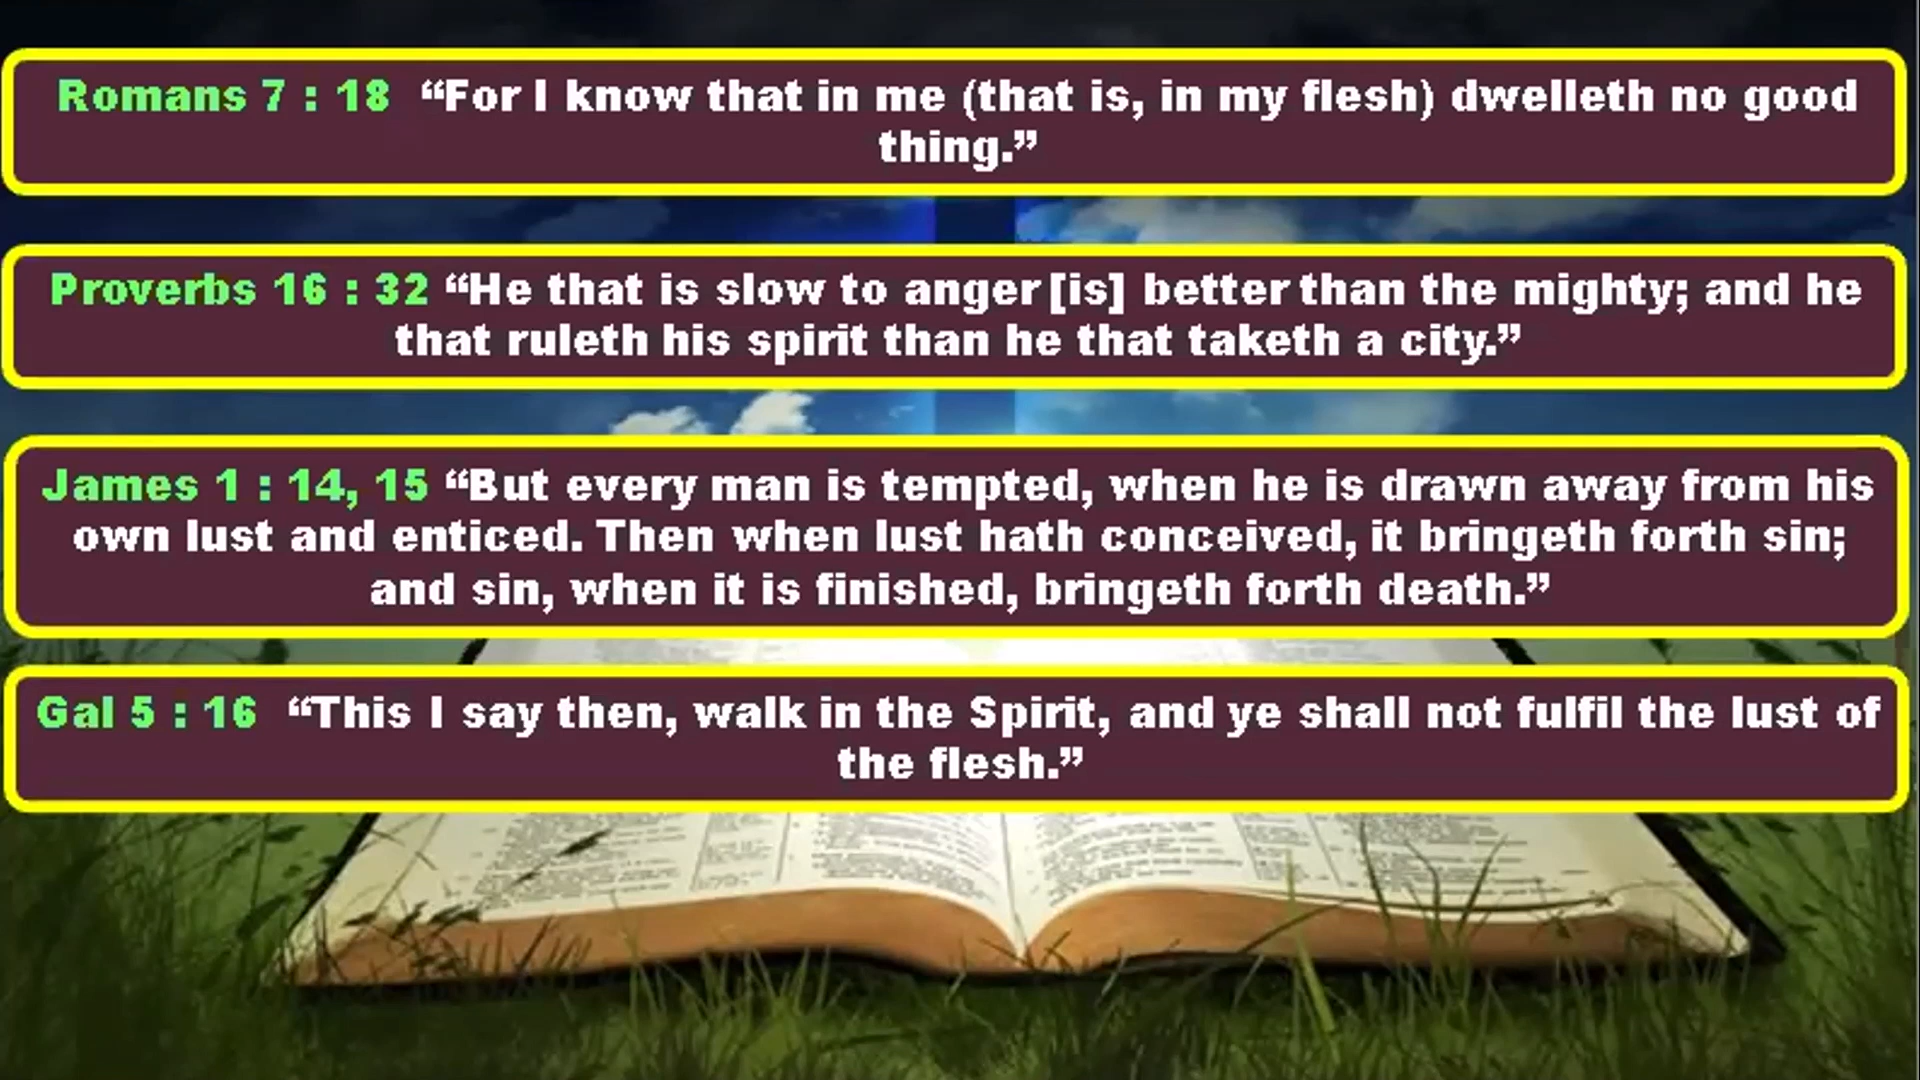 Romans 7 : 18 “For I know that in me (that is, in my flesh) dwelleth no good
thing.”
Proverbs 16 : 32 “He that is slow to anger [is] better than the mighty; and he
that ruleth his spirit than he that taketh a city.”
James 1 : 14, 15 “But every man is tempted, when he is drawn away from his
own lust and enticed. Then when lust hath conceived, it bringeth forth sin;
and sin, when it is finished, bringeth forth death.”
Gal 5 : 16 “This I say then, walk in the Spirit, and ye shall not fulfil the lust of
the flesh.”